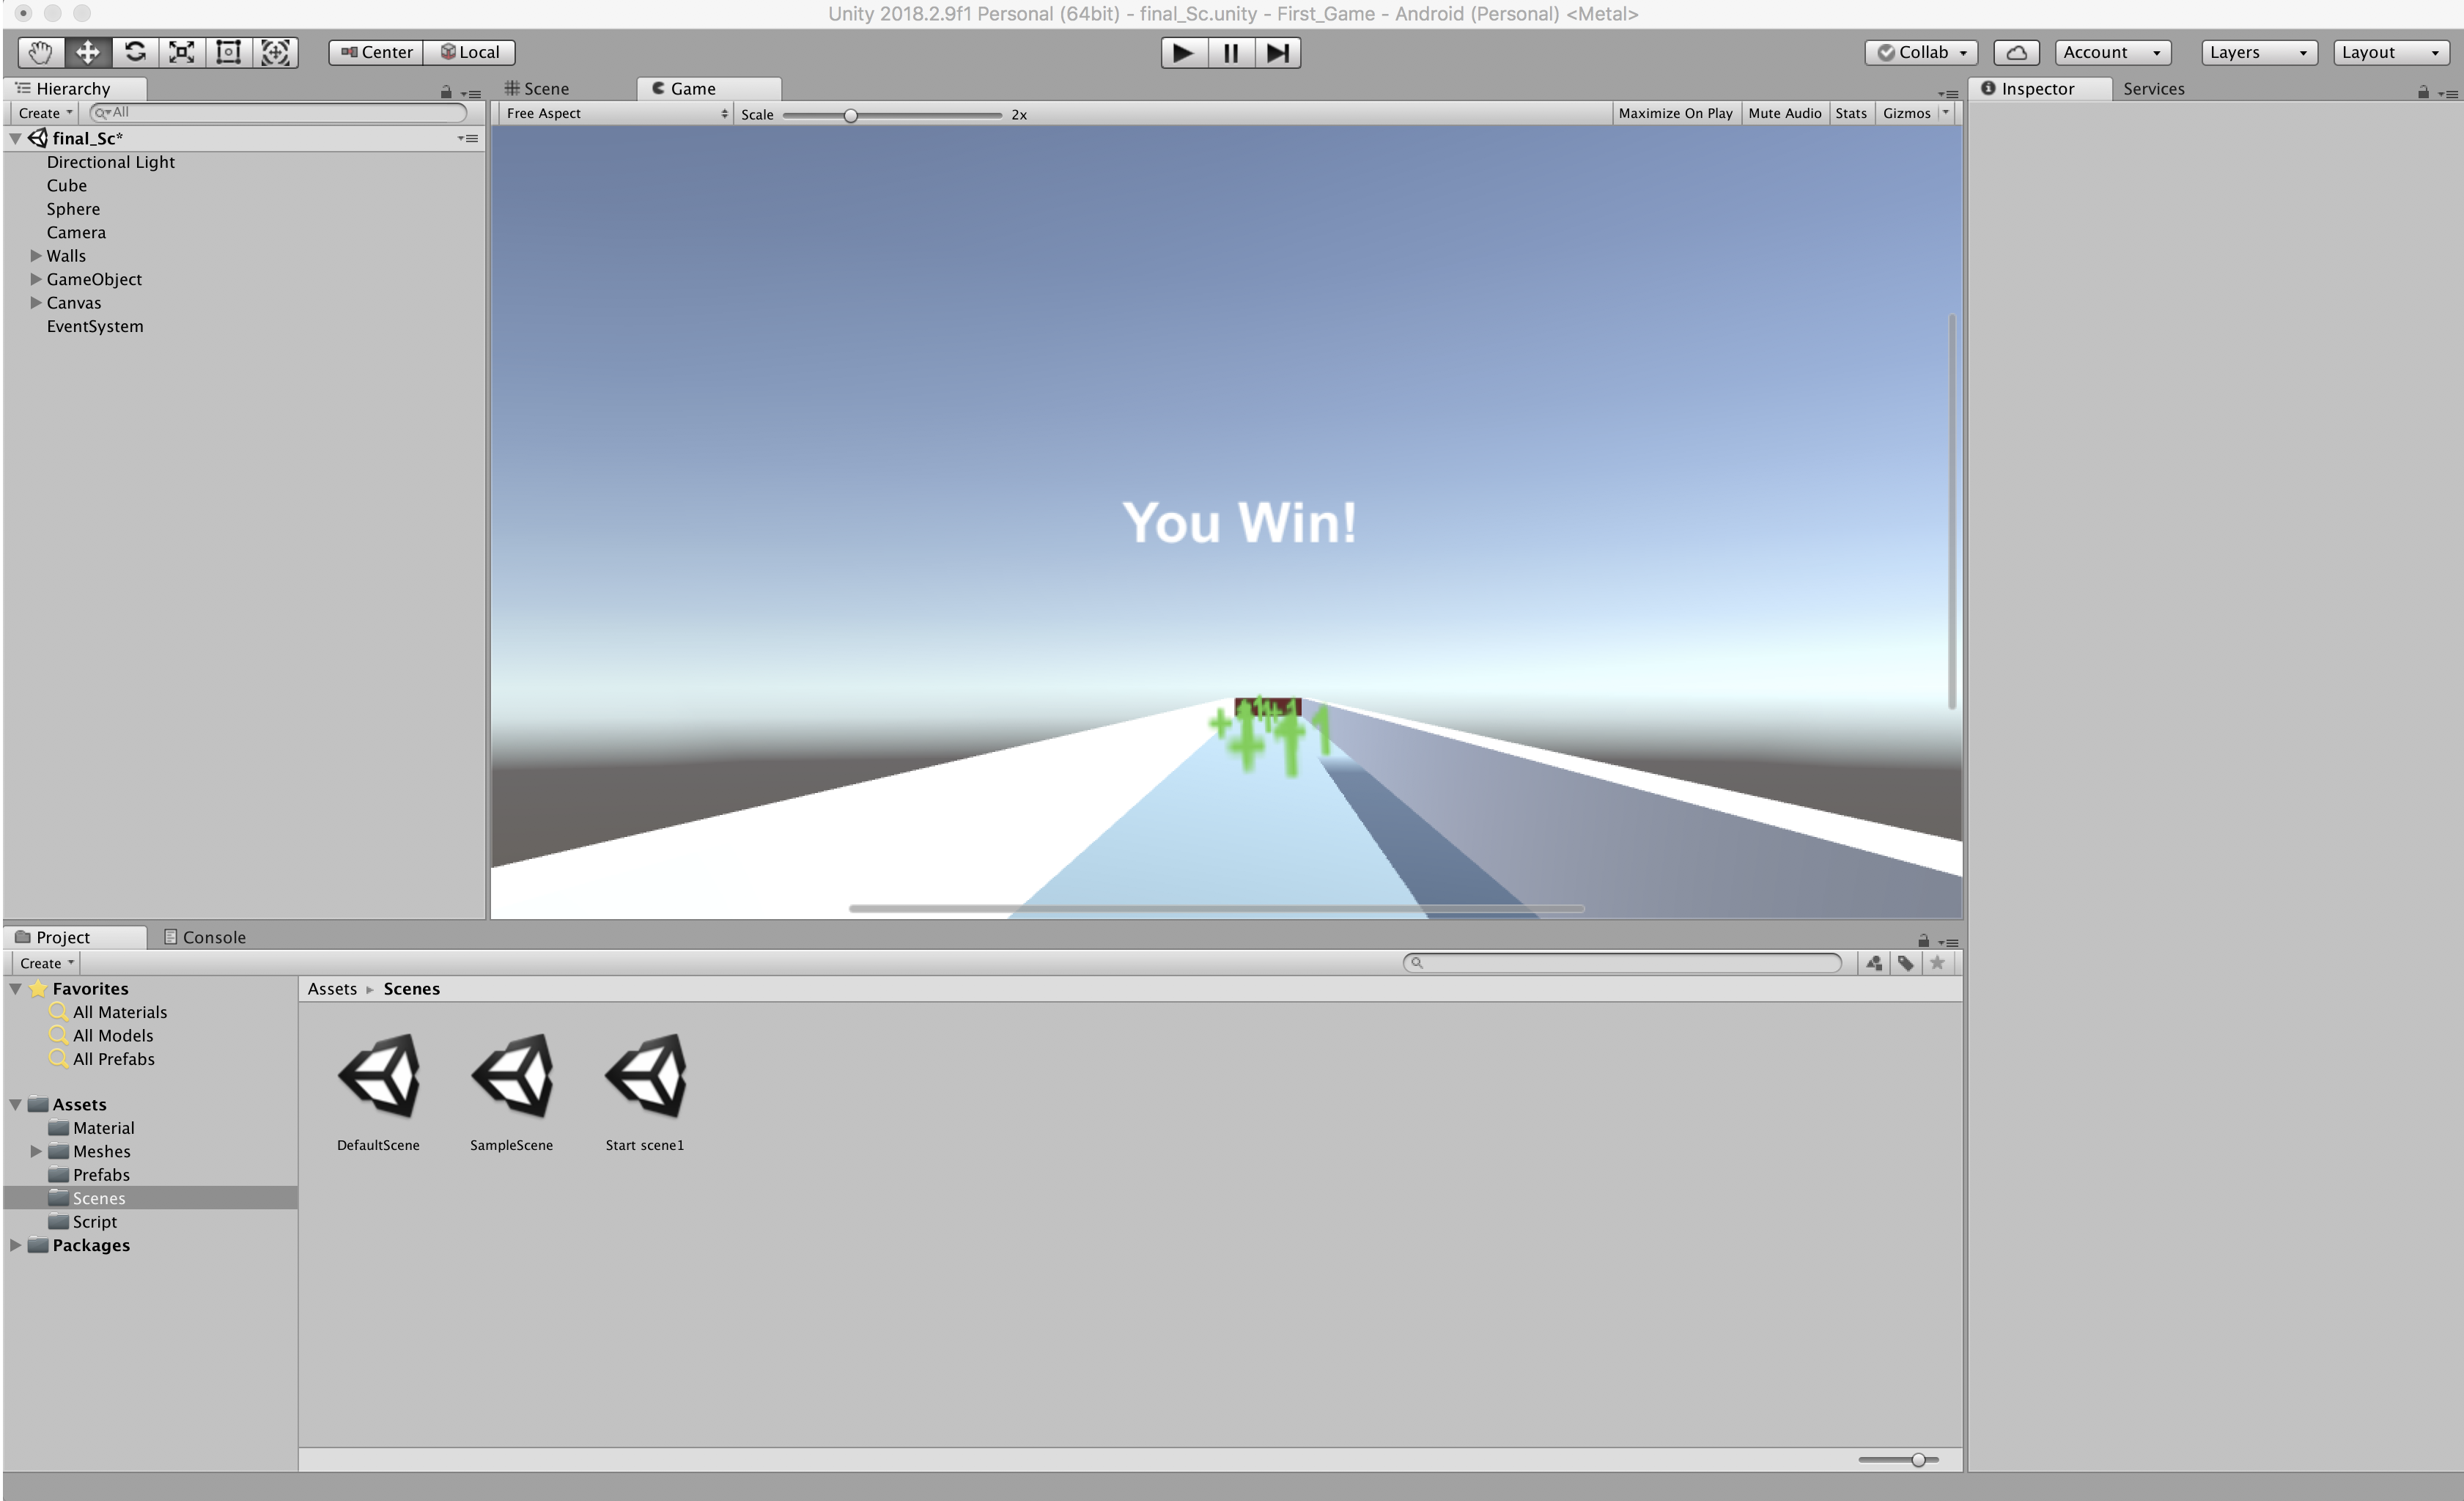 Unity 2018.2.9f1 Personal (64bit) - final_Sc.unity - First_Game - Android (Personal) <Metal>
Center Local Collab Account Layers Layout
Hierarchy
Create All
final_Sc*
Directional Light
Cube
Sphere
Camera
Walls
GameObject
Canvas
EventSystem
Scene Game
Free Aspect Scale 2x Maximize On Play Mute Audio Stats Gizmos
You Win!
+1
+1
Inspector Services
Project Console
Create
Favorites
All Materials
All Models
All Prefabs
Assets
Material
Meshes
Prefabs
Scenes
Script
Packages
Assets Scenes
DefaultScene SampleScene Start scene1